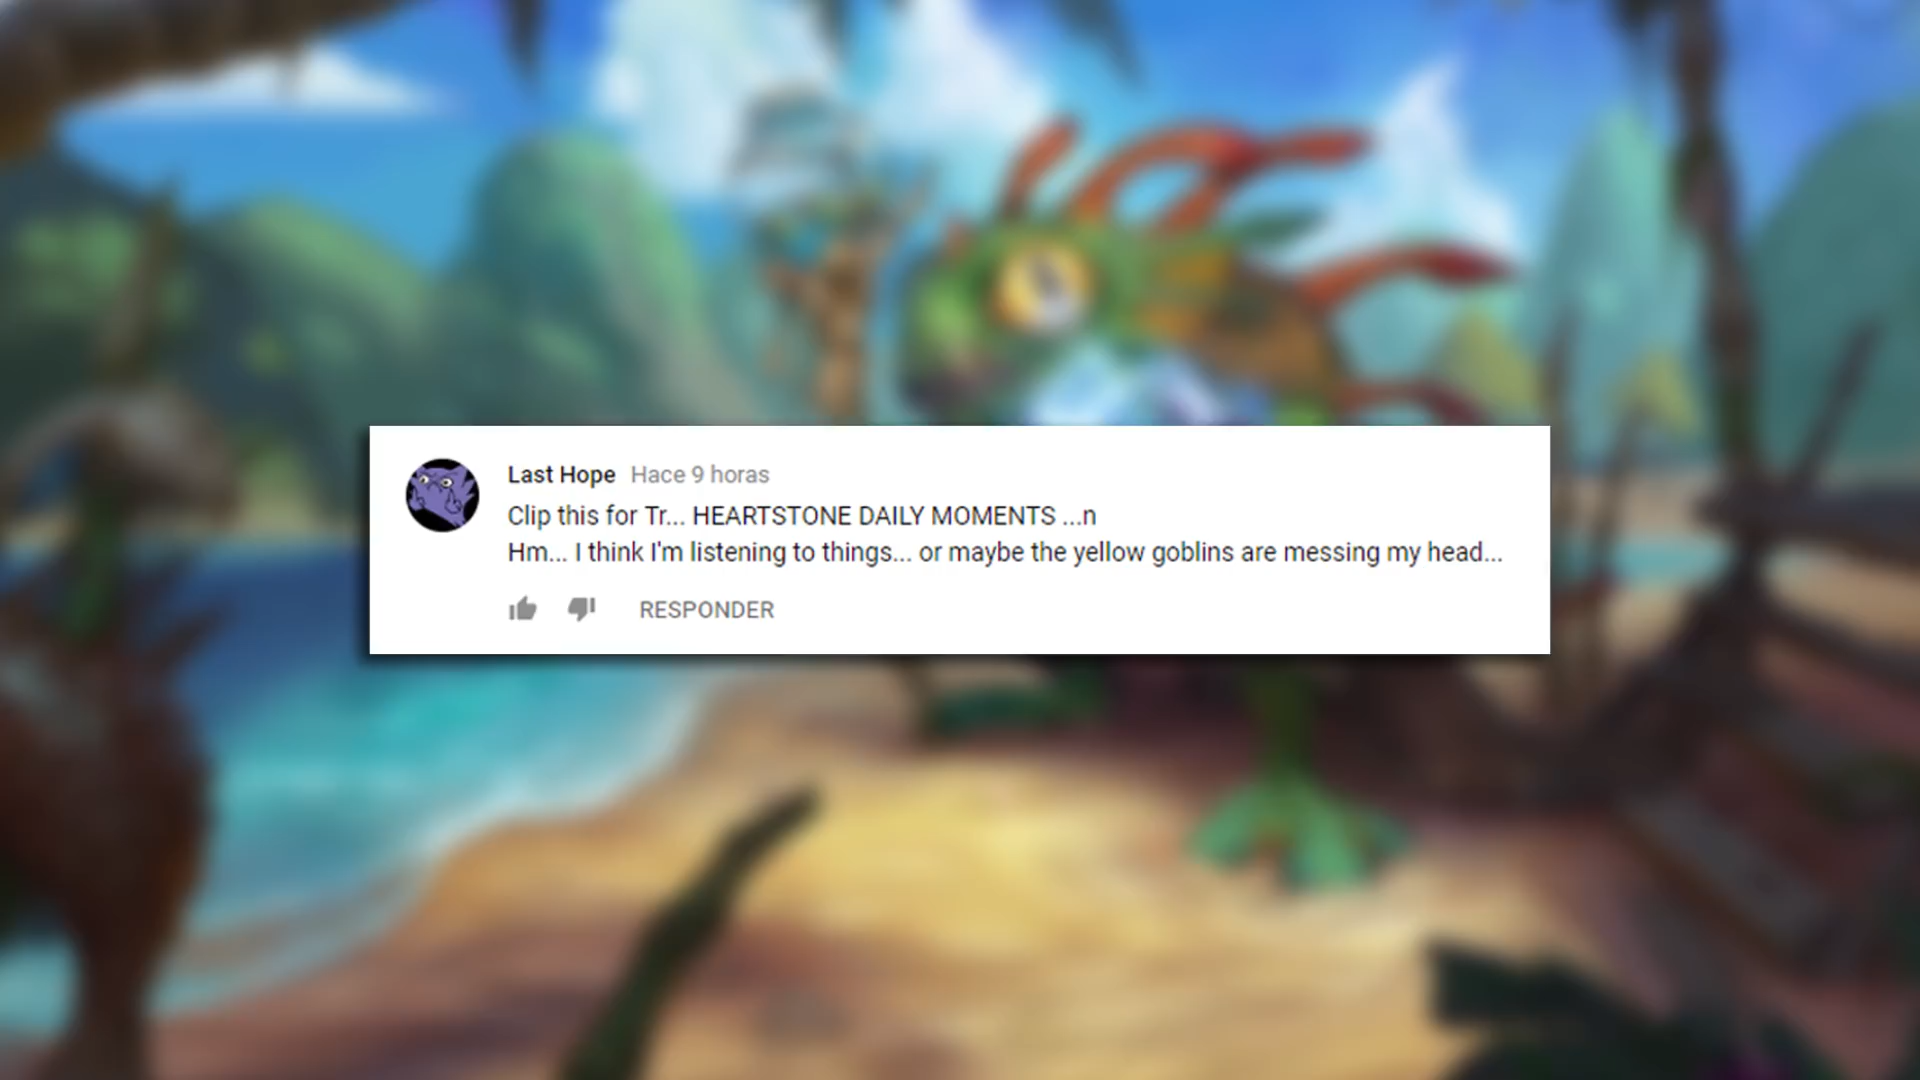 Last Hope Hace 9 horas
Clip this for Tr... HEARTSTONE DAILY MOMENTS ...n
Hm... I think I'm listening to things... or maybe the yellow goblins are messing my head...
RESPONDER